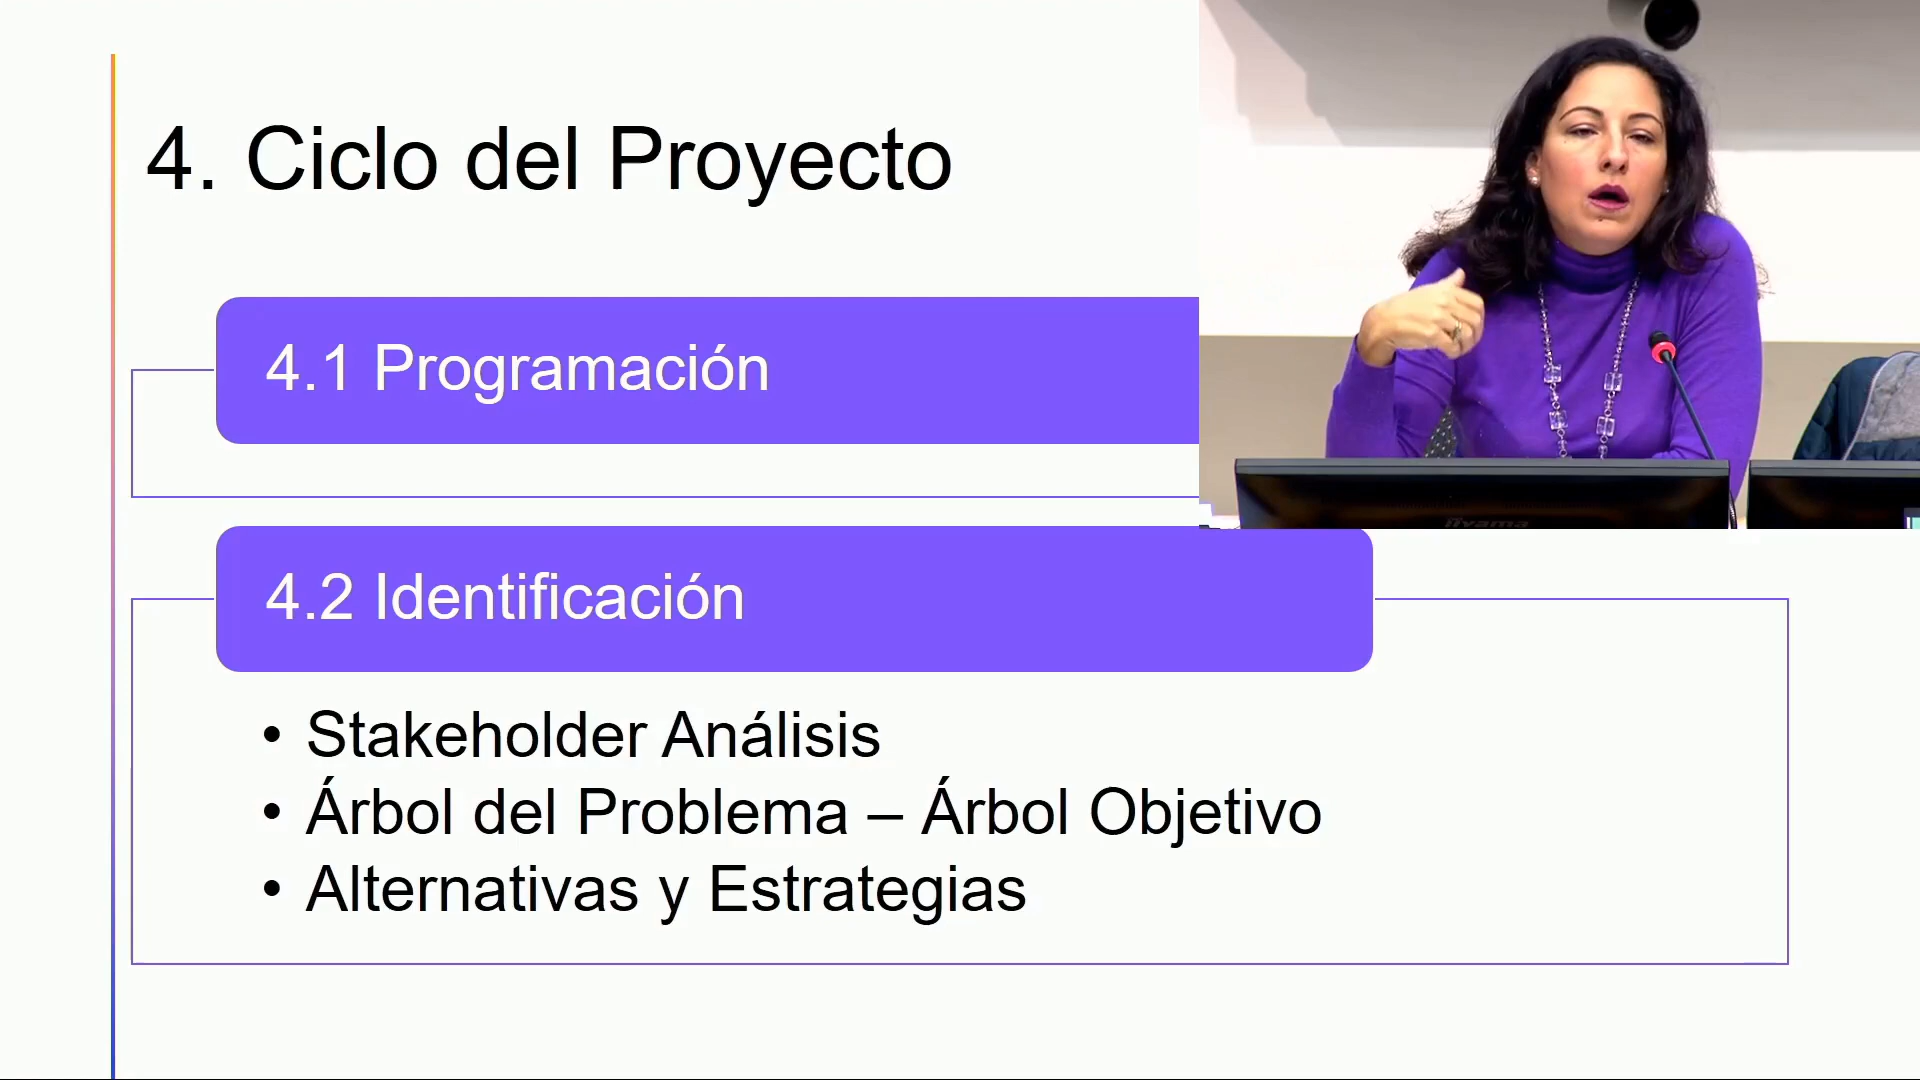 4. Ciclo del Proyecto
4.1 Programación
4.2 Identificación
• Stakeholder Análisis
• Árbol del Problema – Árbol Objetivo
• Alternativas y Estrategias
iiyama